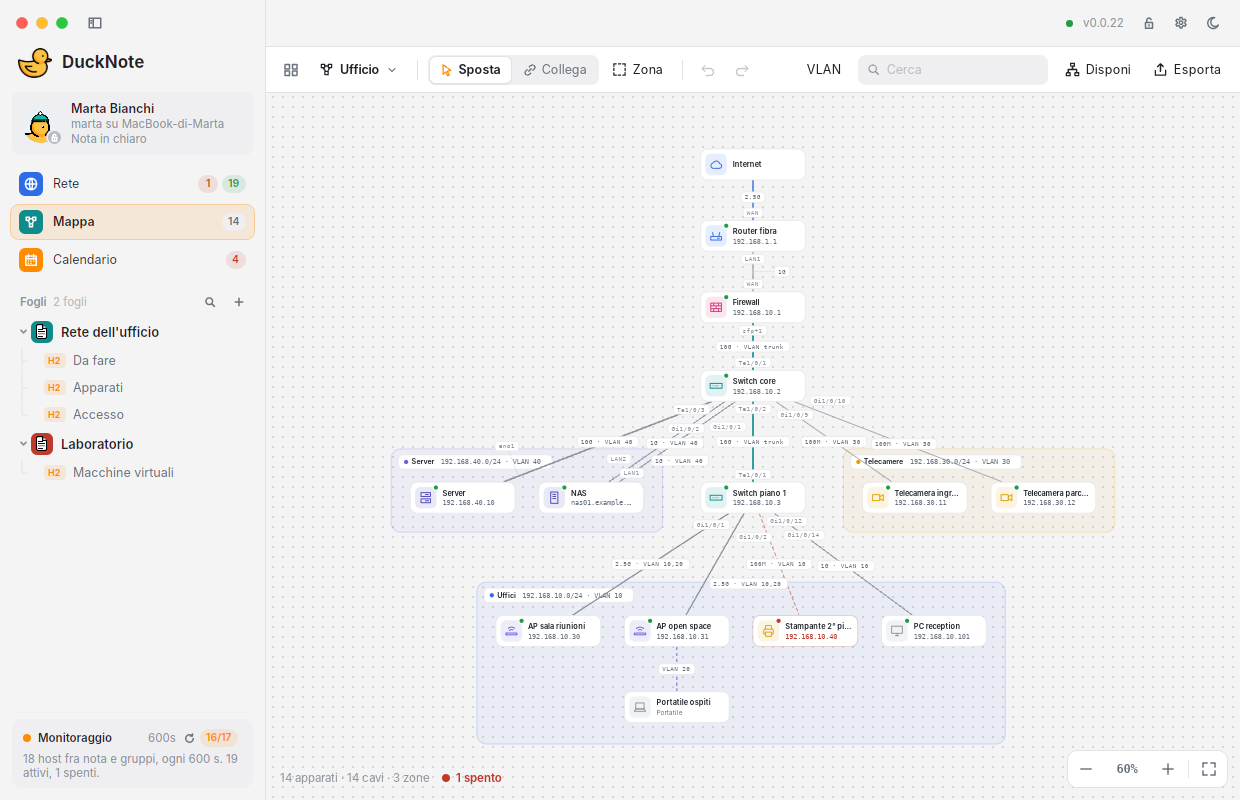 v0.0.22
DuckNote
Marta Bianchi
marta su MacBook-di-Marta
Nota in chiaro
Rete 1 19
Mappa 14
Calendario 4
Fogli 2 fogli
Rete dell'ufficio
H2 Da fare
H2 Apparati
H2 Accesso
Laboratorio
H2 Macchine virtuali
Monitoraggio 600s 16/17
18 host fra nota e gruppi, ogni 600 s. 19
attivi, 1 spenti.
Ufficio Sposta Collega Zona VLAN Cerca Disponi Esporta
Internet
2.5G
WAN
Router fibra
192.168.1.1
LAN1
1G
WAN
Firewall
192.168.10.1
sfp+1
10G · VLAN trunk
Te1/0/1
Switch core
192.168.10.2
Te1/0/3 Te1/0/2 Gi1/0/9 Gi1/0/10
Gi1/0/2 Gi1/0/1
eno1 10G · VLAN 40 1G · VLAN 40 10G · VLAN trunk 100M · VLAN 30 100M · VLAN 30
LAN2 1G · VLAN 40
LAN1 Te1/0/1
Server 192.168.40.0/24 · VLAN 40
Telecamere 192.168.30.0/24 · VLAN 30
Server
192.168.40.10
NAS
nas01.example...
Switch piano 1
192.168.10.3
Telecamera ingr...
192.168.30.11
Telecamera parc...
192.168.30.12
Gi1/0/1 Gi1/0/2 Gi1/0/12 Gi1/0/14
2.5G · VLAN 10,20 100M · VLAN 10 1G · VLAN 10
2.5G · VLAN 10,20
Uffici 192.168.10.0/24 · VLAN 10
AP sala riunioni
192.168.10.30
AP open space
192.168.10.31
Stampante 2° pi...
192.168.10.40
PC reception
192.168.10.101
VLAN 20
Portatile ospiti
Portatile
14 apparati · 14 cavi · 3 zone 1 spento
60%